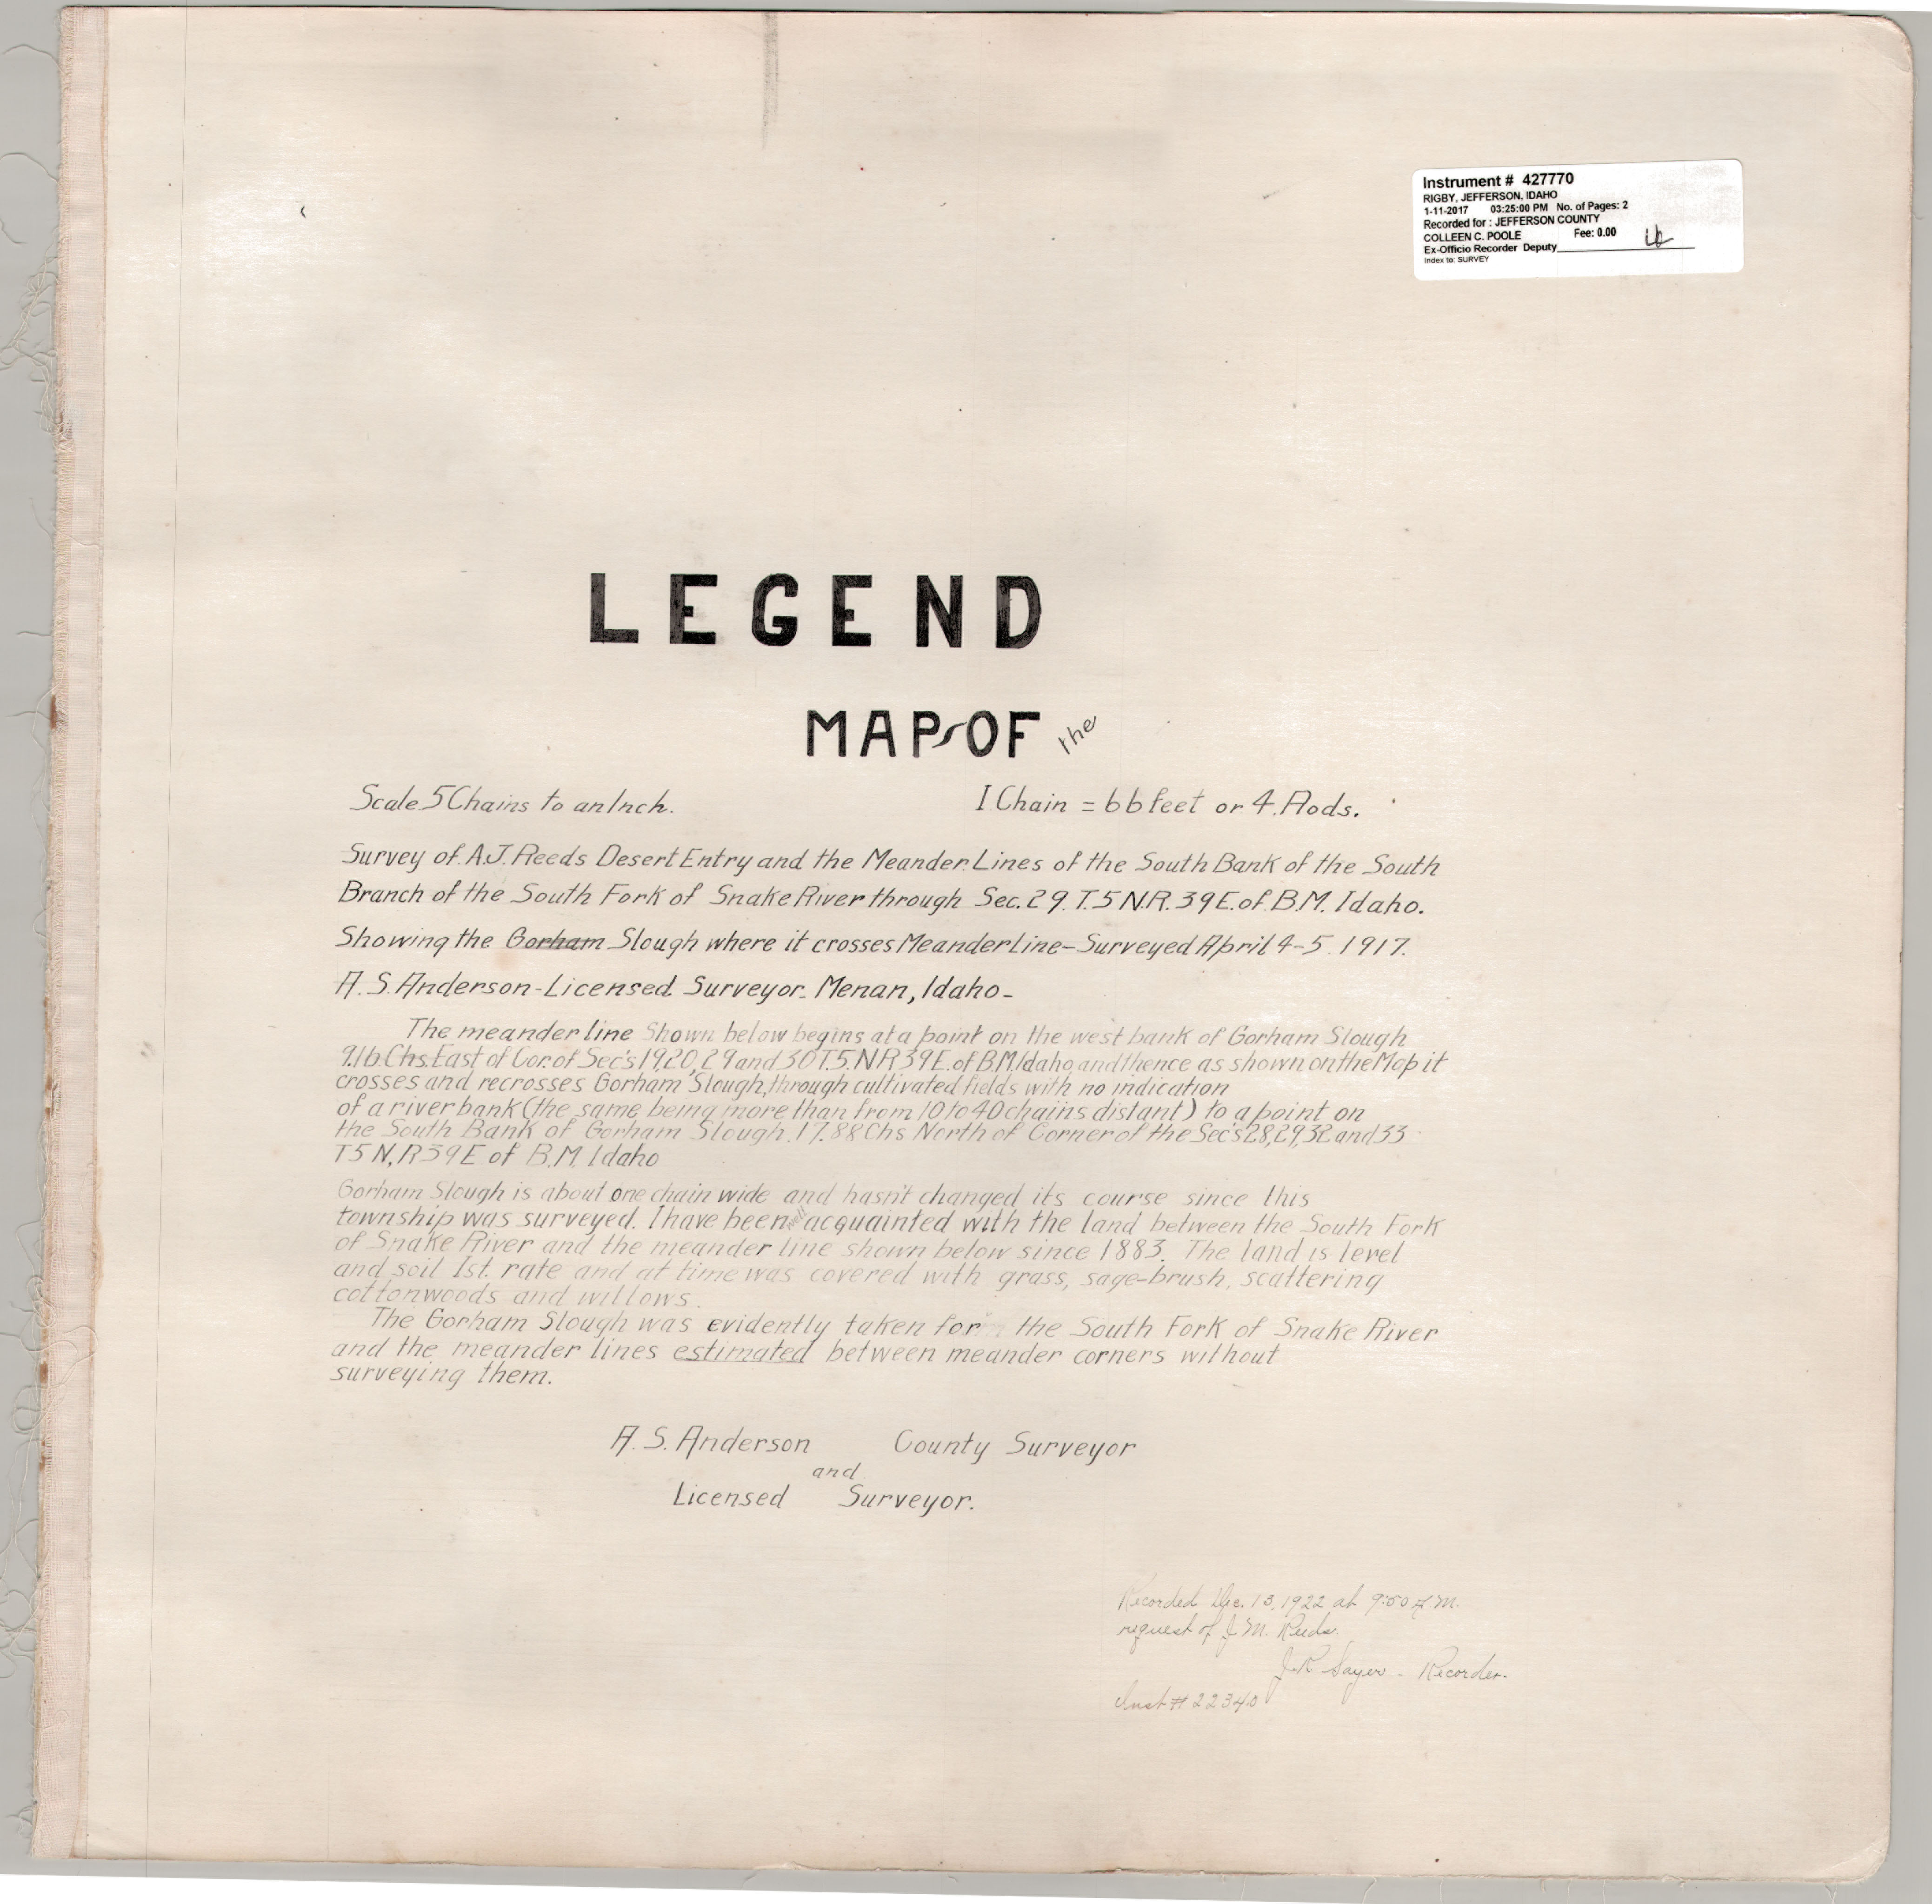 Instrument # 427770
RIGBY, JEFFERSON, IDAHO
1-11-2017 03:25:00 PM No. of Pages: 2
Recorded for : JEFFERSON COUNTY
COLLEEN C. POOLE Fee: 0.00
Ex-Officio Recorder Deputy
Index to: SURVEY
LEGEND
MAP OF the
Scale 5 Chains to an Inch. 1 Chain = 66 feet or 4 Rods.
Survey of A.J. Reeds Desert Entry and the Meander Lines of the South Bank of the South
Branch of the South Fork of Snake River through Sec. 29. T.5 N.R. 39 E. of B.M. Idaho.
Showing the Gorham Slough where it crosses Meander Line - Surveyed April 4-5. 1917.
A. S. Anderson - Licensed Surveyor - Menan, Idaho -
The meander line shown below begins at a point on the west bank of Gorham Slough
9.16 Chs. East of Cor. of Sec's 19, 20, 29 and 30 T.5. N R 39 E. of B.M. Idaho and thence as shown on the Map it
crosses and recrosses Gorham Slough, through cultivated fields with no indication
of a river bank (the same being more than from 10 to 40 chains distant) to a point on
the South Bank of Gorham Slough. 17.88 Chs North of Corner of the Sec's 28, 29, 32 and 33
T 5 N, R 39 E of B.M. Idaho
Gorham Slough is about one chain wide and hasn't changed its course since this
township was surveyed. I have been well acquainted with the land between the South Fork
of Snake River and the meander line shown below since 1883. The land is level
and soil 1st. rate and at time was covered with grass, sage-brush, scattering
cottonwoods and willows.
The Gorham Slough was evidently taken for the South Fork of Snake River
and the meander lines estimated between meander corners without
surveying them.
A. S. Anderson County Surveyor
and
Licensed Surveyor.
Recorded Dec. 13, 1922 at 9:50 A.M.
request of J. M. Reeds.
J. R. Sayer - Recorder.
Inst # 22340